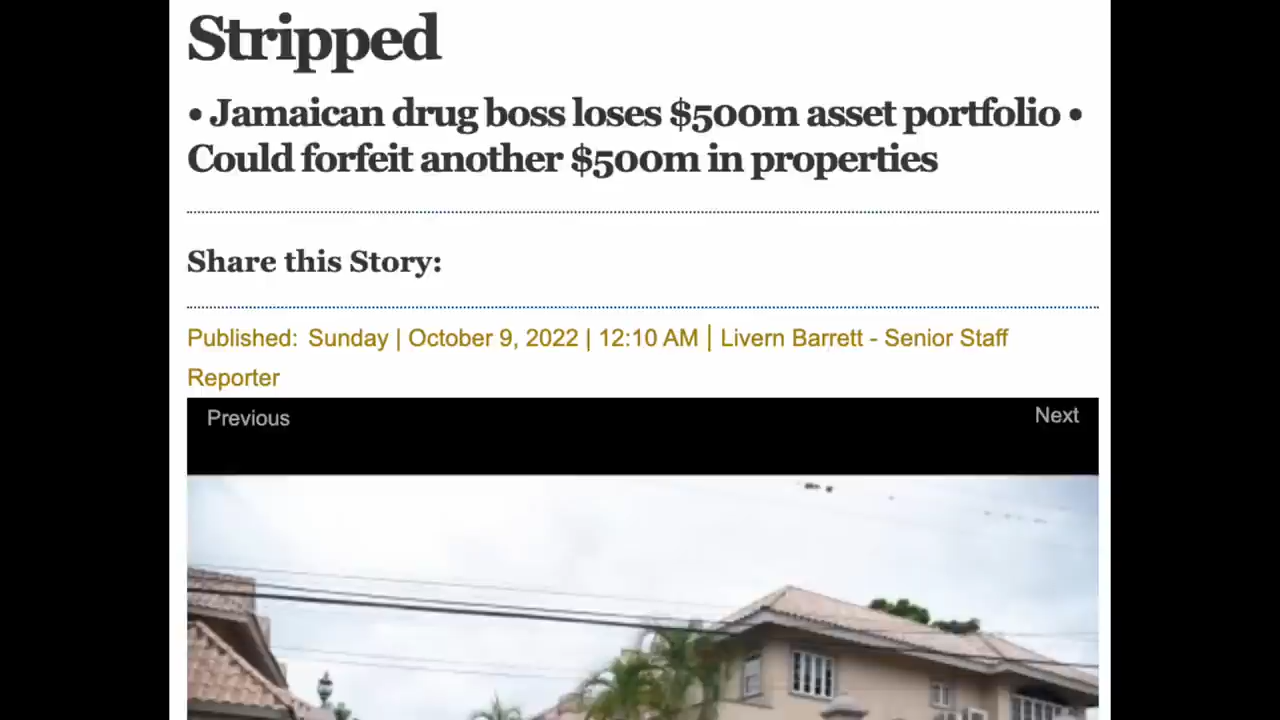 Stripped
• Jamaican drug boss loses $500m asset portfolio •
Could forfeit another $500m in properties
Share this Story:
Published: Sunday | October 9, 2022 | 12:10 AM | Livern Barrett - Senior Staff
Reporter
Previous
Next